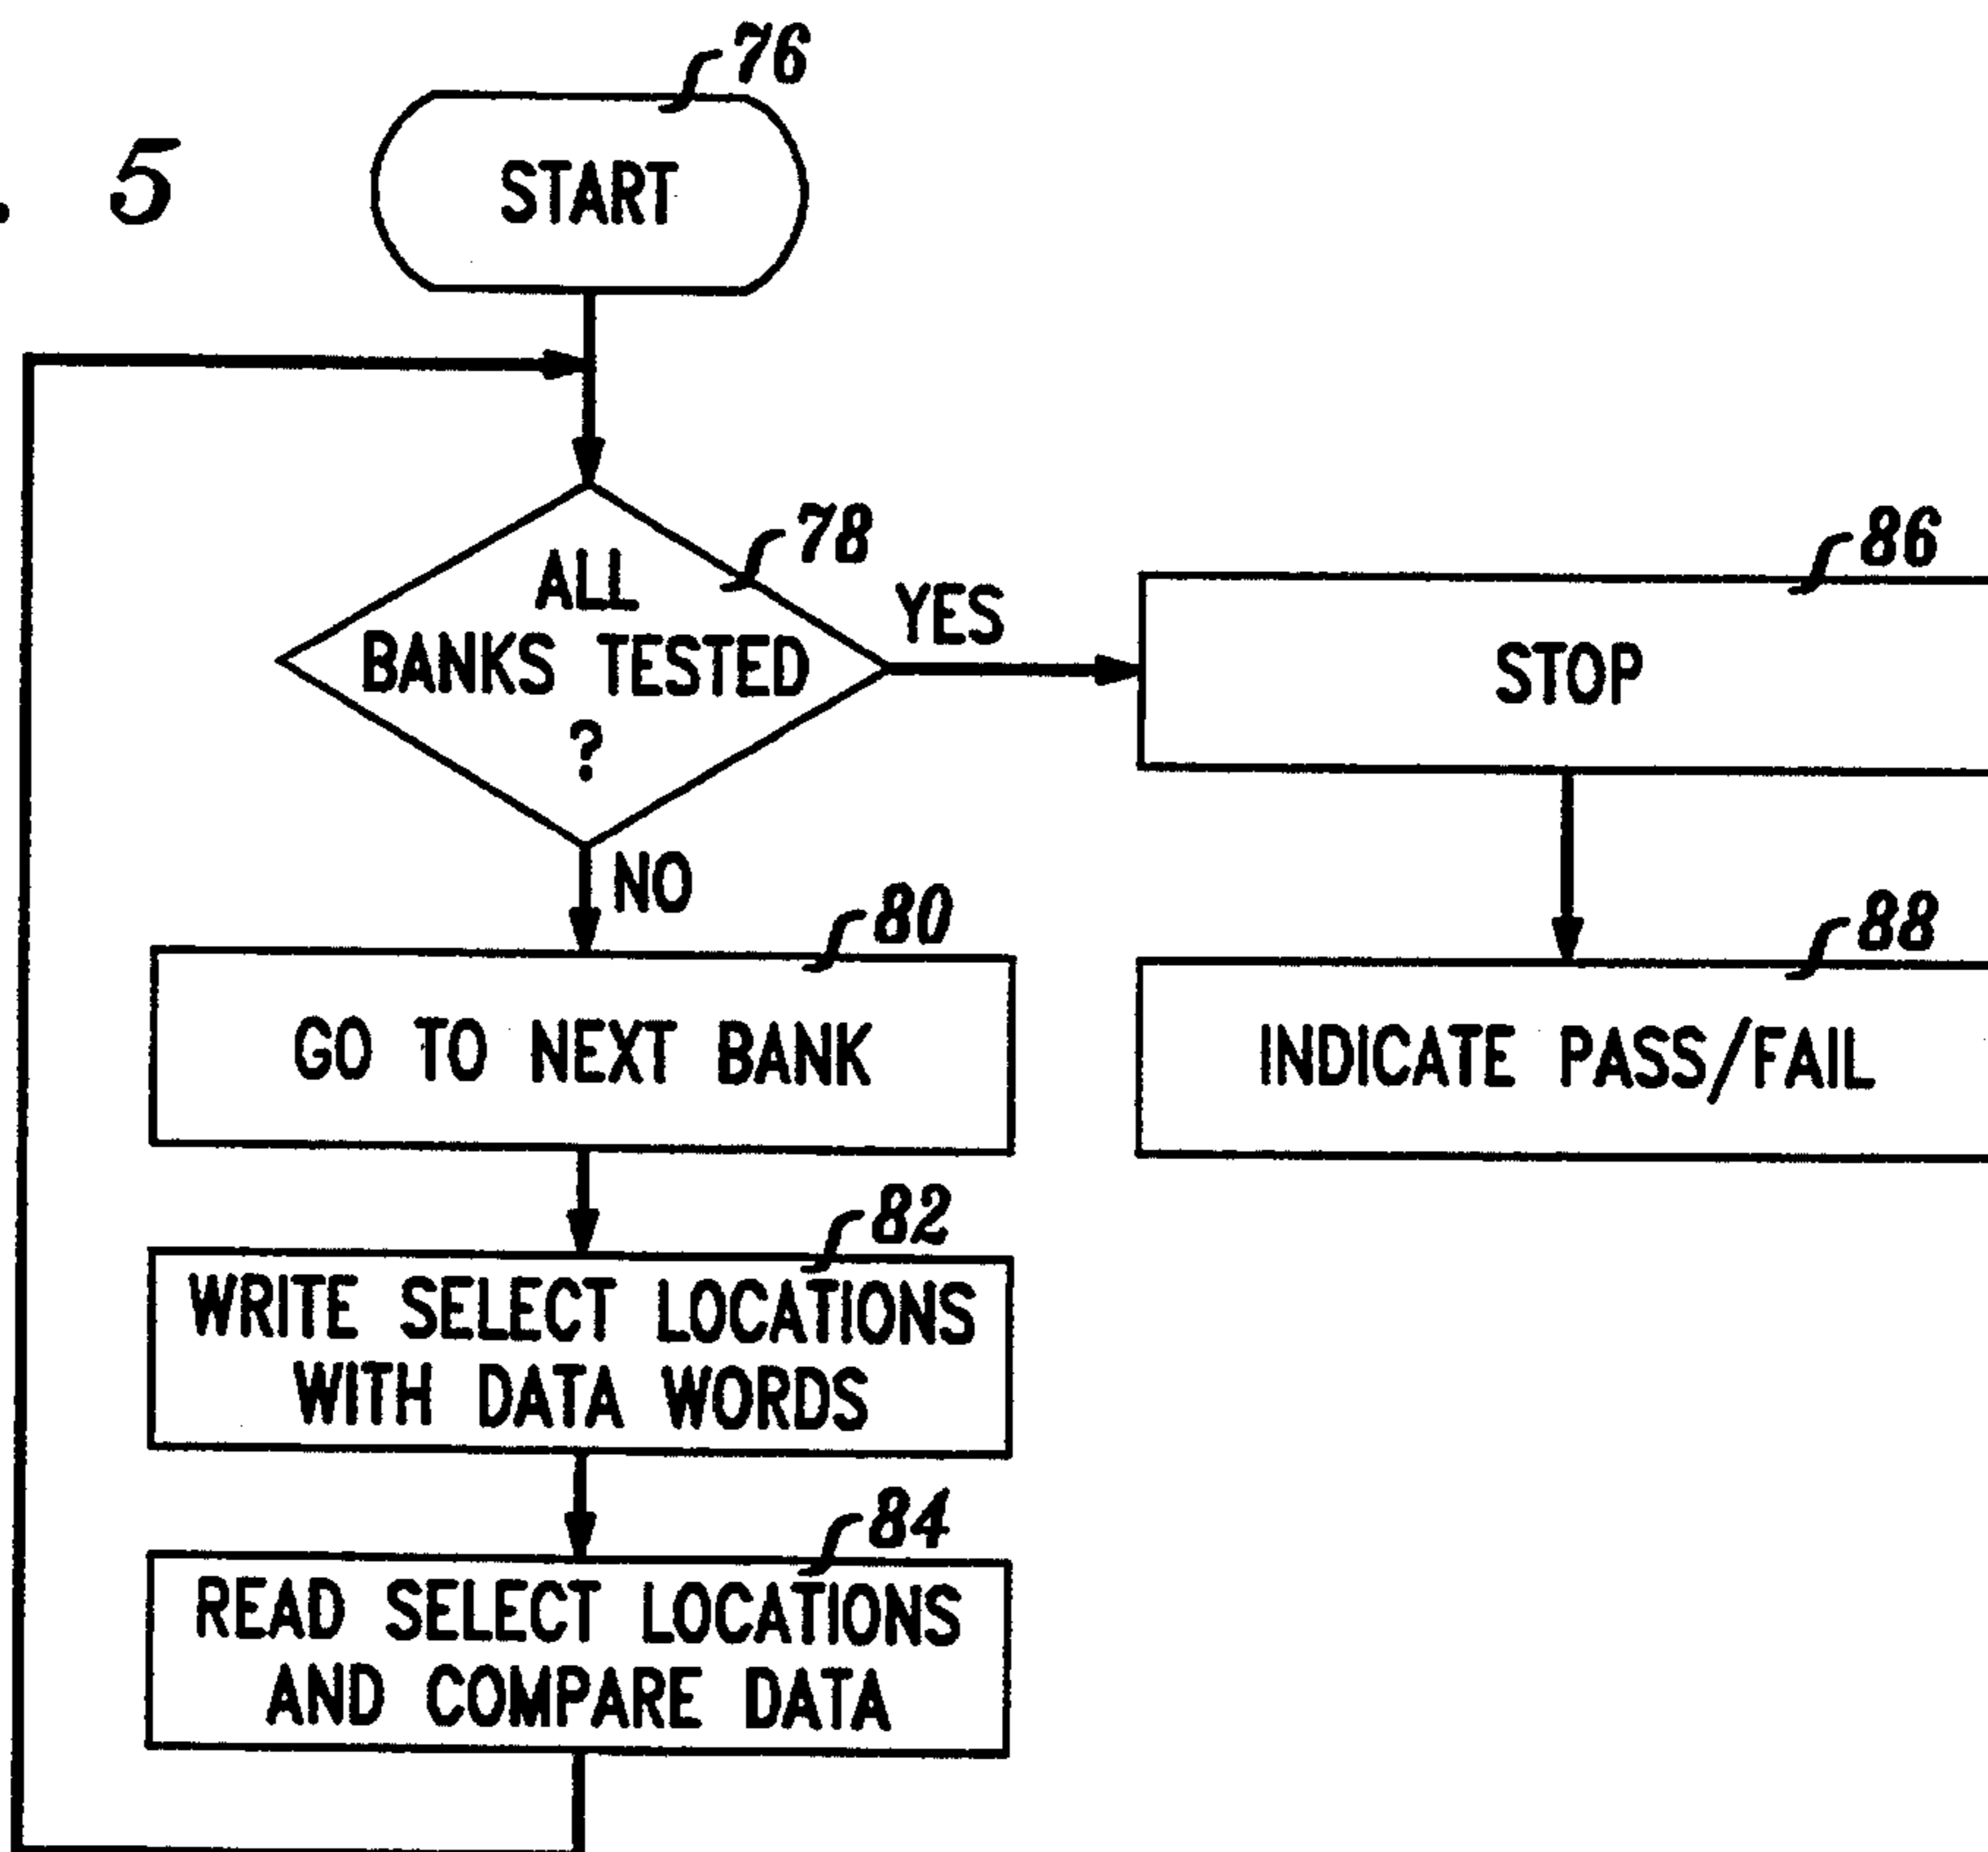 . 5
76
START
78
ALL
BANKS TESTED
?
YES
86
STOP
NO
80
GO TO NEXT BANK
88
INDICATE PASS/FAIL
82
WRITE SELECT LOCATIONS
WITH DATA WORDS
84
READ SELECT LOCATIONS
AND COMPARE DATA